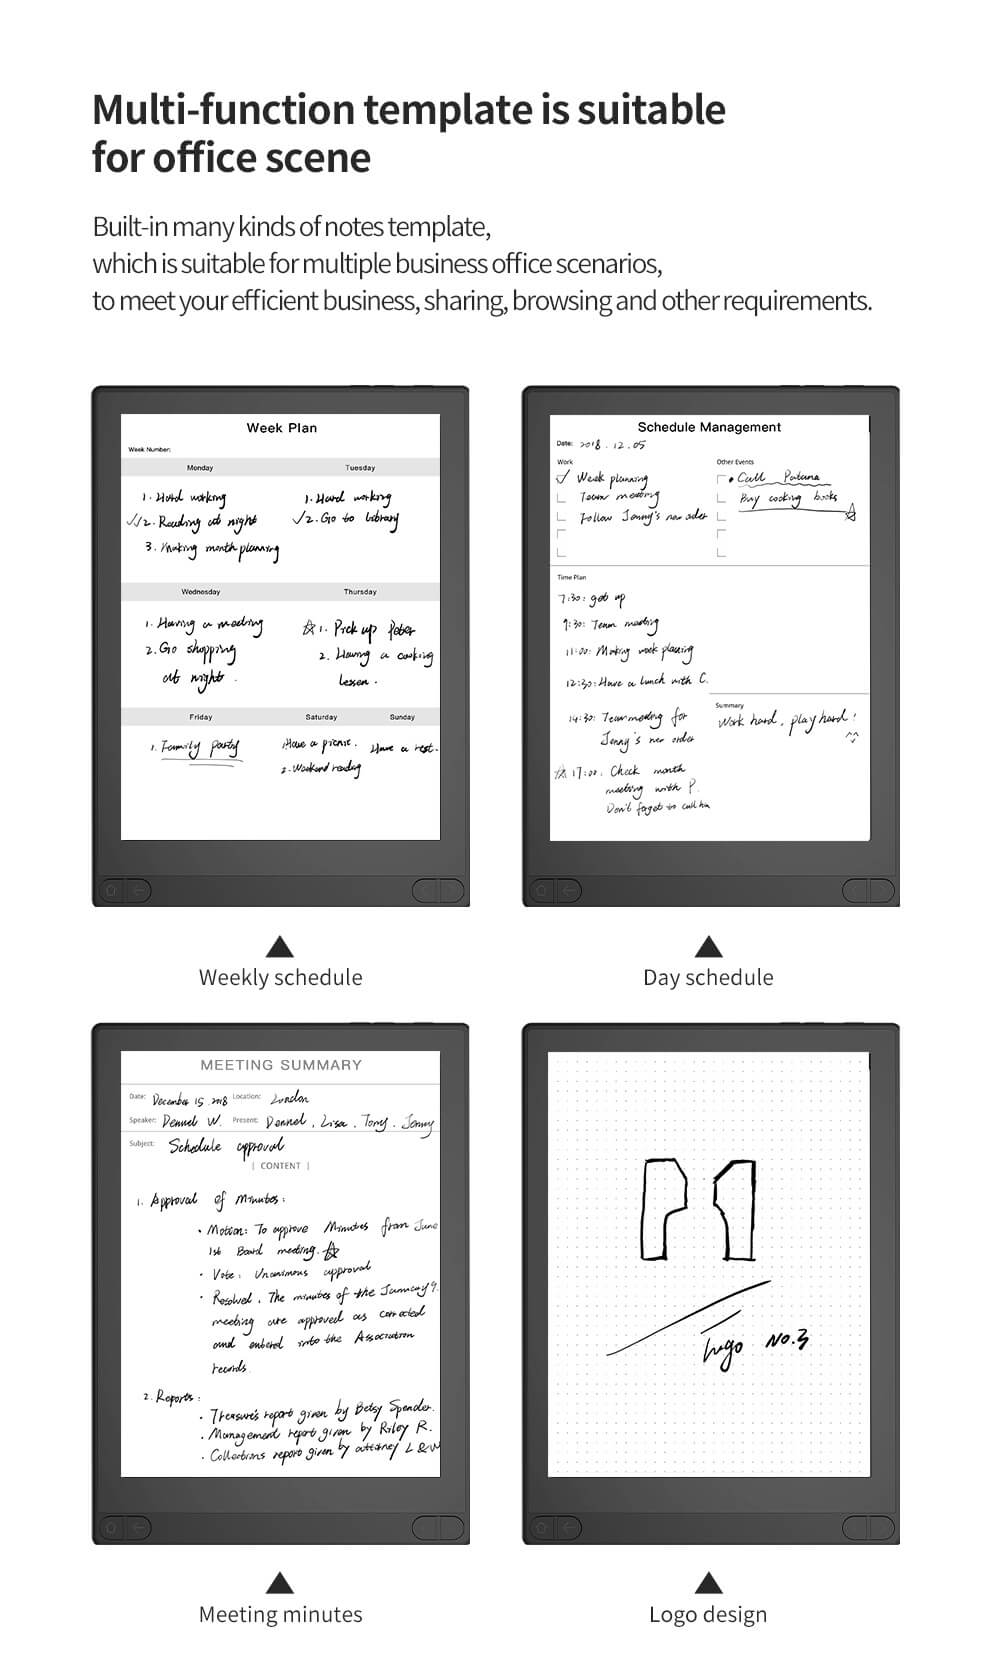 Multi-function template is suitable
for office scene
Built-in many kinds of notes template,
which is suitable for multiple business office scenarios,
to meet your efficient business, sharing, browsing and other requirements.
Week Plan
Week Number:
Monday
1. Hard working
√√2. Reading at night
3. Making month planning
Tuesday
1. Hard working
√2. Go to library
Wednesday
1. Having a meeting
2. Go shopping
at night.
Thursday
☆1. Pick up Peter
2. Having a cooking
lesson.
Friday
1. Family party
Saturday
1. Have a picnic.
2. Weekend reading
Sunday
Have a rest.
Weekly schedule
Schedule Management
Date: 2018.12.05
Work
Week planning
Team meeting
Follow Jenny's new order
Other Events
• Call
Buy cooking books
Time Plan
7:30: get up
9:30: Team meeting
11:00: Making week planning
12:30: Have a lunch with C.
14:30: Team meeting for
Jenny's new order
☆17:00. Check month
meeting with P.
Don't forget to call
Summary
Work hard, play hard!
^^
Day schedule
MEETING SUMMARY
Date: December 15 2018 Location: London
Speaker: W. Present: Lisa, Tony, Jenny
Subject: Schedule approval
| CONTENT |
1. Approval of Minutes:
• Motion: To approve Minutes from June
1st Board meeting. ☆
• Vote: Unanimous approval
• Resolved. The minutes of the January 9.
meeting are approved as corrected
and entered into the Association
records.
2. Reports:
• Treasure's report given by Betsy Spender.
• Management report given by Riley R.
• Collections report given by attorney L & W
Meeting minutes
P1
Logo NO.3
Logo design